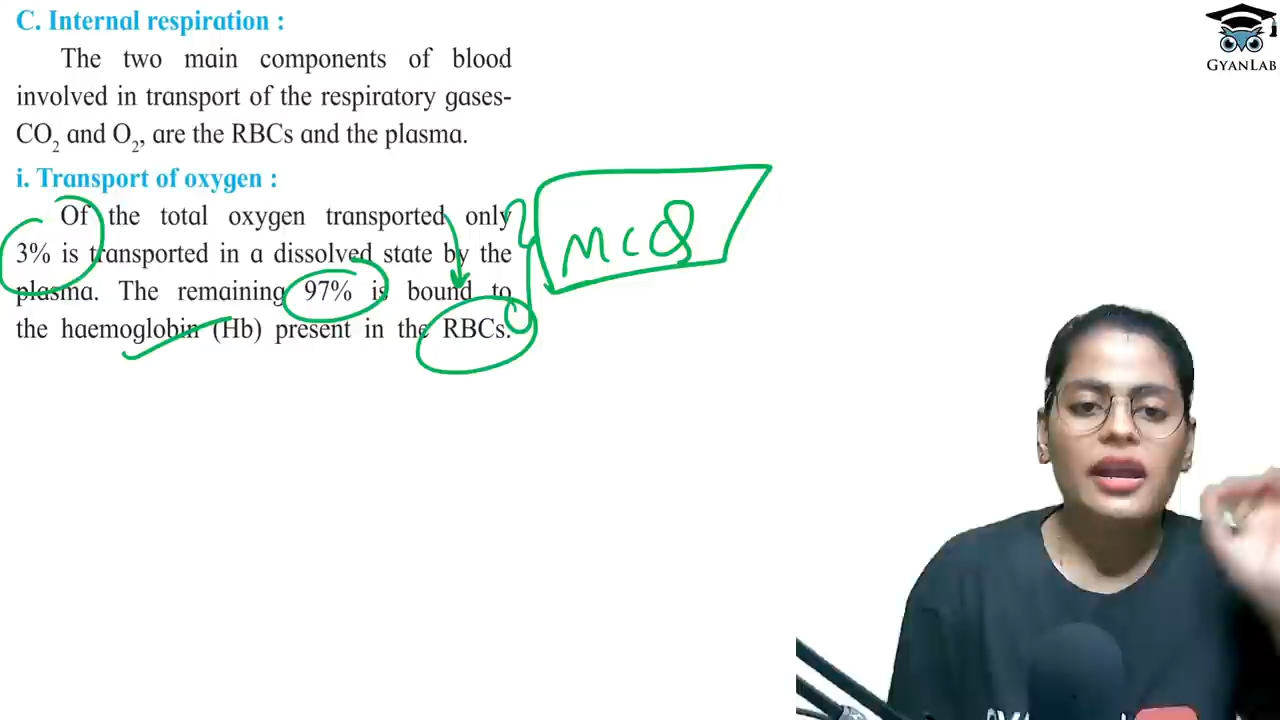 C. Internal respiration :
The two main components of blood
involved in transport of the respiratory gases-
CO₂ and O₂, are the RBCs and the plasma.
i. Transport of oxygen :
Of the total oxygen transported only
3% is transported in a dissolved state by the
plasma. The remaining 97% is bound to
the haemoglobin (Hb) present in the RBCs.
MCQ
GYANLAB